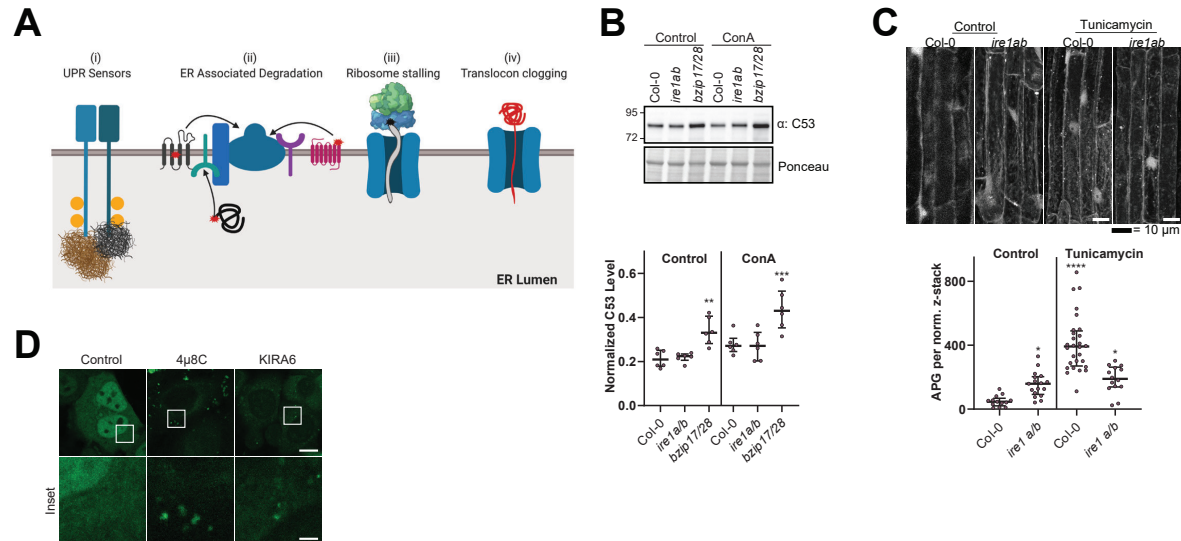 A
(i)
UPR Sensors
(ii)
ER Associated Degradation
(iii)
Ribosome stalling
(iv)
Translocon clogging
ER Lumen
B
Control
ConA
Col-0
ire1ab
bzip17/28
Col-0
ire1ab
bzip17/28
95
72
α: C53
Ponceau
Normalized C53 Level
0.6
0.4
0.2
0.0
Control
ConA
**
***
Col-0
ire1a/b
bzip17/28
Col-0
ire1a/b
bzip17/28
C
Control
Tunicamycin
Col-0
ire1ab
Col-0
ire1ab
= 10 µm
APG per norm. z-stack
800
400
0
Control
Tunicamycin
*
****
*
Col-0
ire1 a/b
Col-0
ire1 a/b
D
Control
4µ8C
KIRA6
Inset